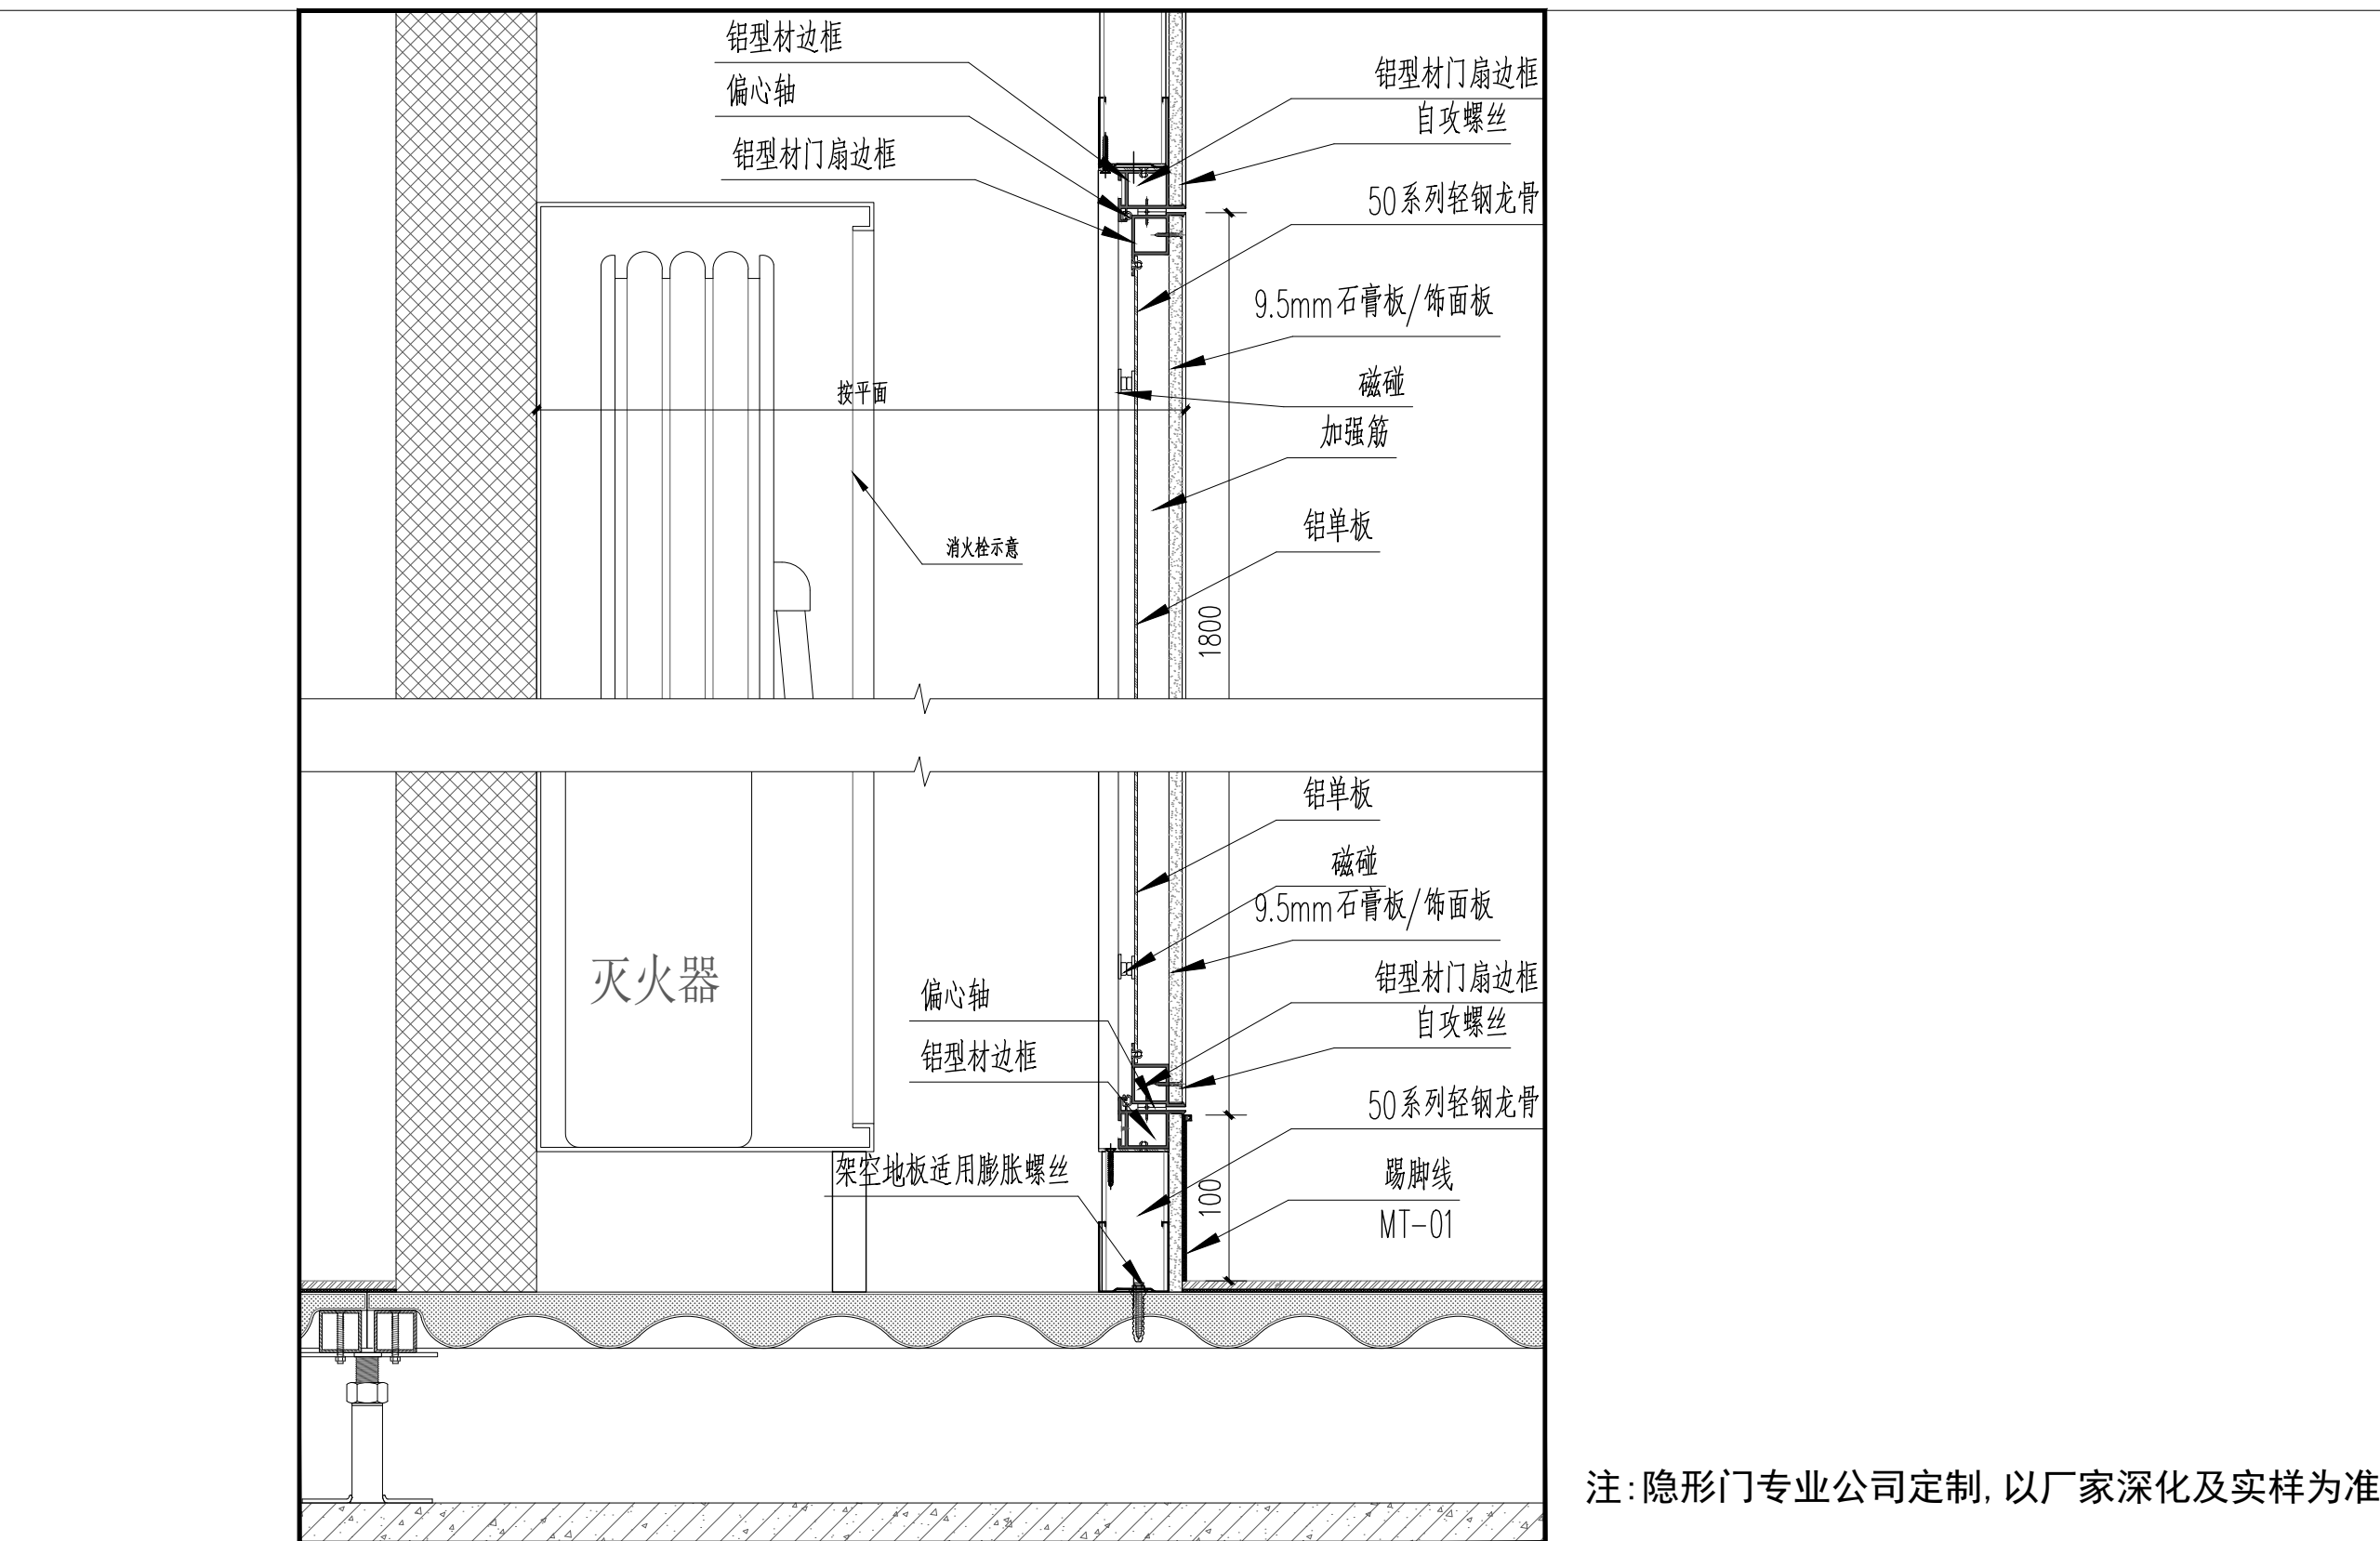 铝型材边框
铝型材门扇边框
偏心轴
自攻螺丝
铝型材门扇边框
50系列轻钢龙骨
9.5mm石膏板/饰面板
按平面
磁碰
加强筋
消火栓示意
铝单板
1800
铝单板
磁碰
9.5mm石膏板/饰面板
灭火器
铝型材门扇边框
偏心轴
自攻螺丝
铝型材边框
50系列轻钢龙骨
架空地板适用膨胀螺丝
踢脚线
100
MT-01
注:隐形门专业公司定制,以厂家深化及实样为准